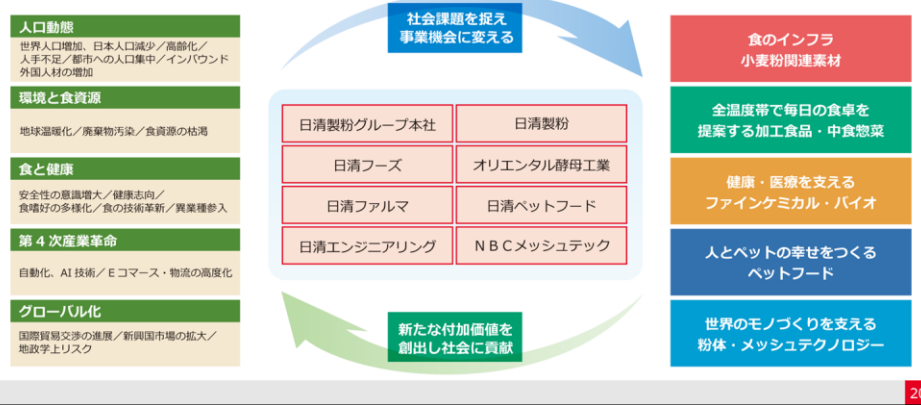 人口動態
世界人口増加、日本人口減少／高齢化／
人手不足／都市への人口集中／インバウンド
外国人材の増加
環境と食資源
地球温暖化／廃棄物汚染／食資源の枯渇
食と健康
安全性の意識増大／健康志向／
食嗜好の多様化／食の技術革新／異業種参入
第４次産業革命
自動化、AI 技術／Ｅコマース・物流の高度化
グローバル化
国際貿易交渉の進展／新興国市場の拡大／
地政学上リスク
社会課題を捉え
事業機会に変える
日清製粉グループ本社
日清製粉
日清フーズ
オリエンタル酵母工業
日清ファルマ
日清ペットフード
日清エンジニアリング
ＮＢＣメッシュテック
新たな付加価値を
創出し社会に貢献
食のインフラ
小麦粉関連素材
全温度帯で毎日の食卓を
提案する加工食品・中食惣菜
健康・医療を支える
ファインケミカル・バイオ
人とペットの幸せをつくる
ペットフード
世界のモノづくりを支える
粉体・メッシュテクノロジー